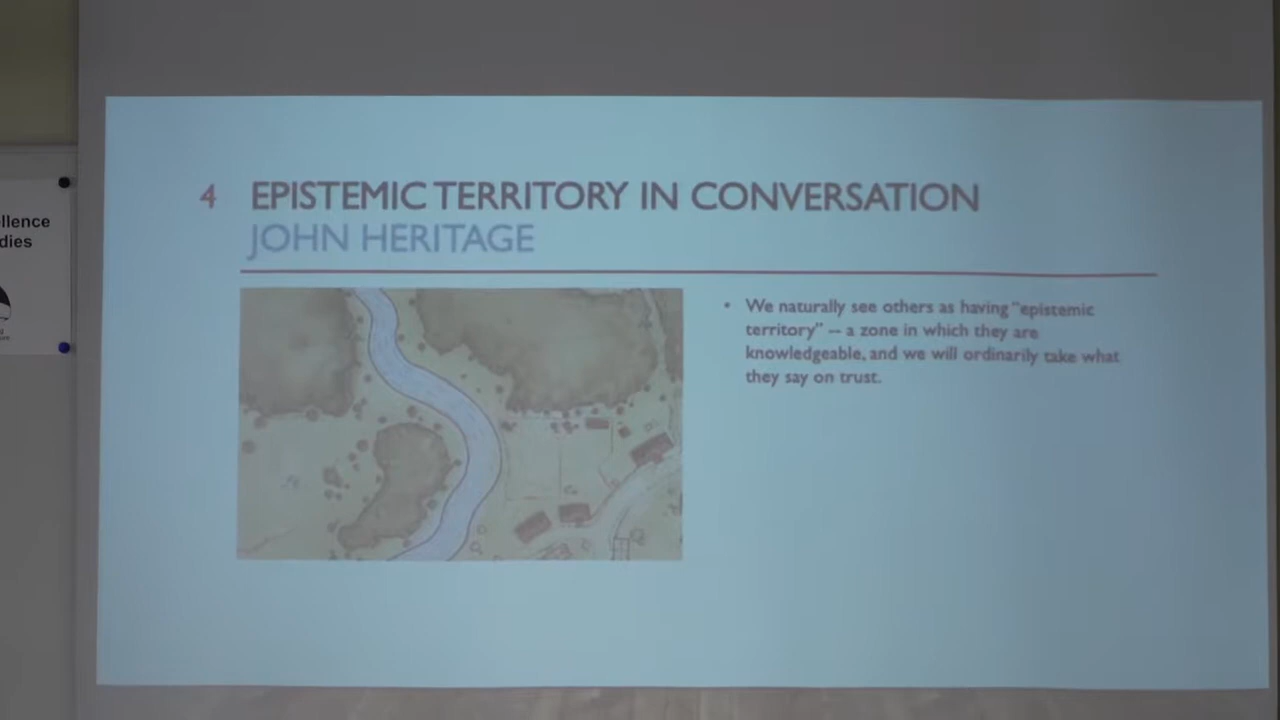 llence
dies
4 EPISTEMIC TERRITORY IN CONVERSATION
JOHN HERITAGE
• We naturally see others as having "epistemic
territory" -- a zone in which they are
knowledgeable, and we will ordinarily take what
they say on trust.